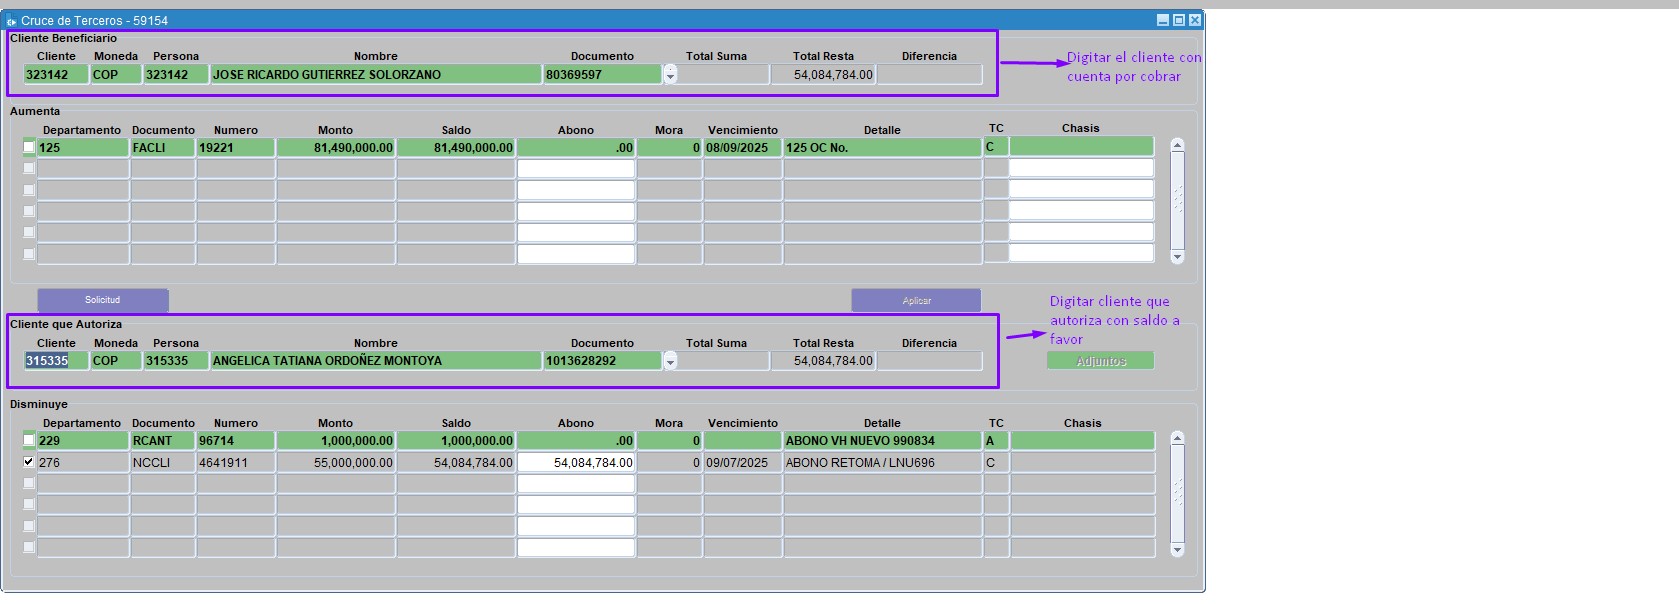 Cruce de Terceros - 59154
Cliente Beneficiario
Cliente Moneda Persona Nombre Documento Total Suma Total Resta Diferencia
323142 COP 323142 JOSE RICARDO GUTIERREZ SOLORZANO 80369597 54,084,784.00
Digitar el cliente con
cuenta por cobrar
Aumenta
Departamento Documento Numero Monto Saldo Abono Mora Vencimiento Detalle TC Chasis
125 FACLI 19221 81,490,000.00 81,490,000.00 .00 0 08/09/2025 125 OC No. C
Solicitud Aplicar
Digitar cliente que
autoriza con saldo a
favor
Cliente que Autoriza
Cliente Moneda Persona Nombre Documento Total Suma Total Resta Diferencia
315335 COP 315335 ANGELICA TATIANA ORDOÑEZ MONTOYA 1013628292 54,084,784.00 Adjuntos
Disminuye
Departamento Documento Numero Monto Saldo Abono Mora Vencimiento Detalle TC Chasis
229 RCANT 96714 1,000,000.00 1,000,000.00 .00 0 ABONO VH NUEVO 990834 A
276 NCCLI 4641911 55,000,000.00 54,084,784.00 54,084,784.00 0 09/07/2025 ABONO RETOMA / LNU696 C